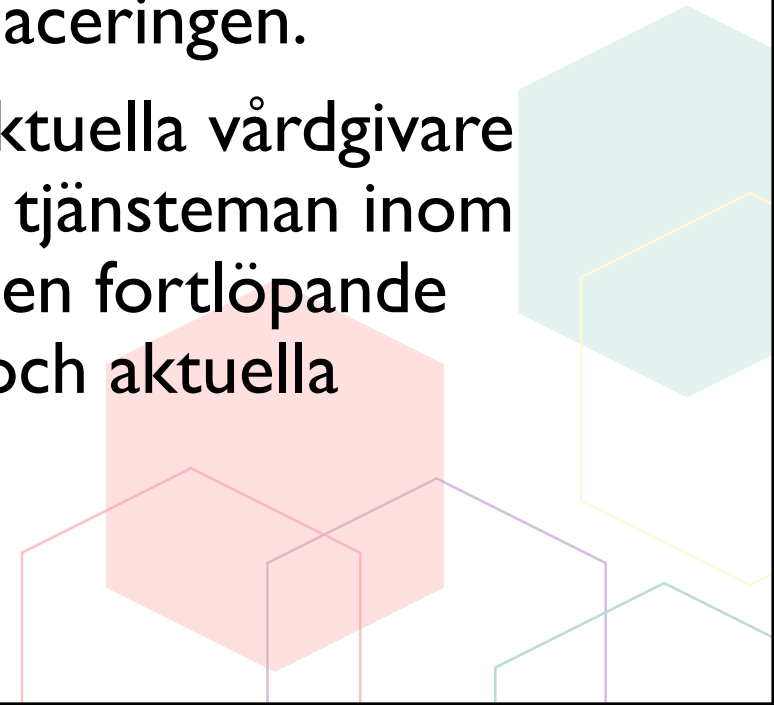 aceringen.
ktuella vårdgivare
tjänsteman inom
en fortlöpande
och aktuella